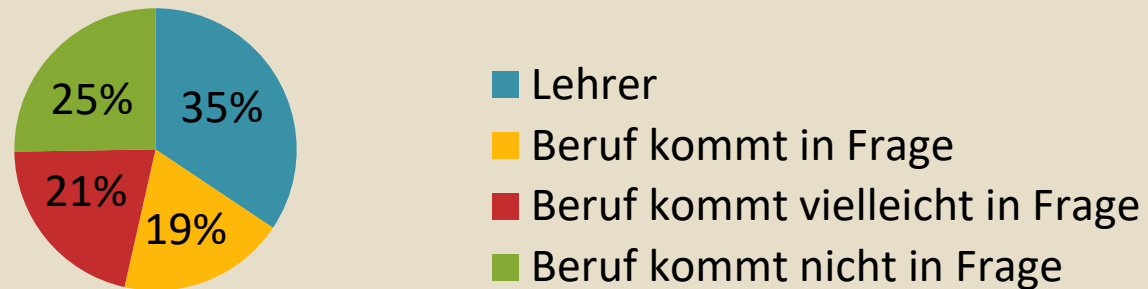 25%
35%
21%
19%
Lehrer
Beruf kommt in Frage
Beruf kommt vielleicht in Frage
Beruf kommt nicht in Frage